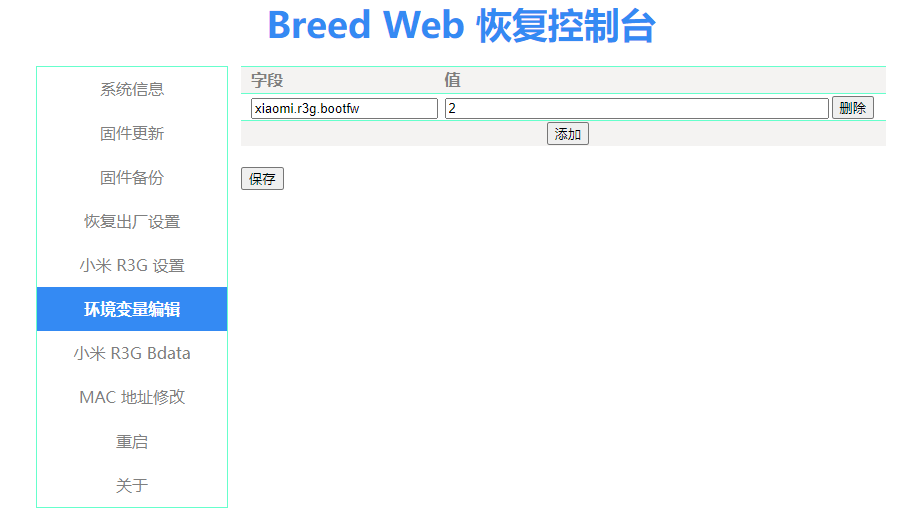 Breed Web 恢复控制台
系统信息
固件更新
固件备份
恢复出厂设置
小米 R3G 设置
环境变量编辑
小米 R3G Bdata
MAC 地址修改
重启
关于
字段 值
xiaomi.r3g.bootfw 2 删除
添加
保存